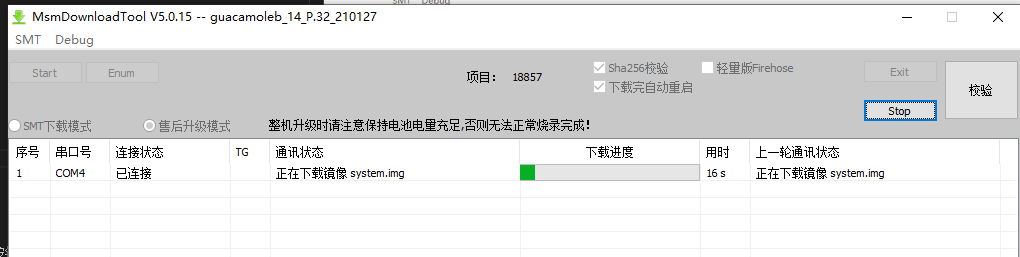 MsmDownloadTool V5.0.15 -- guacamoleb_14_P.32_210127
SMT Debug
Start Enum 项目: 18857 Sha256校验 轻量版Firehose Exit
下载完自动重启 校验
Stop
SMT下载模式 售后升级模式 整机升级时请注意保持电池电量充足,否则无法正常烧录完成!
序号 串口号 连接状态 TG 通讯状态 下载进度 用时 上一轮通讯状态
1 COM4 已连接 正在下载镜像 system.img 16 s 正在下载镜像 system.img